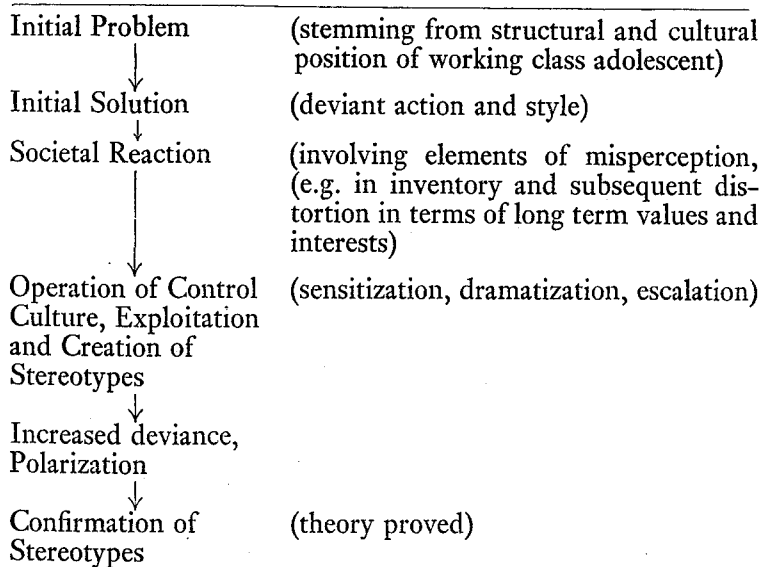 Initial Problem (stemming from structural and cultural
position of working class adolescent)
Initial Solution (deviant action and style)
Societal Reaction (involving elements of misperception,
(e.g. in inventory and subsequent dis-
tortion in terms of long term values and
interests)
Operation of Control (sensitization, dramatization, escalation)
Culture, Exploitation
and Creation of
Stereotypes
Increased deviance,
Polarization
Confirmation of (theory proved)
Stereotypes